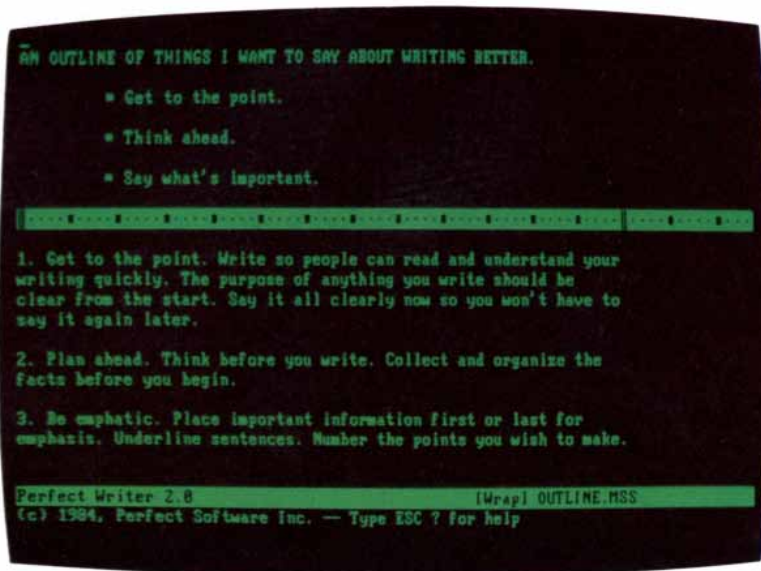 AN OUTLINE OF THINGS I WANT TO SAY ABOUT WRITING BETTER.
* Get to the point.
* Think ahead.
* Say what's important.
1. Get to the point. Write so people can read and understand your
writing quickly. The purpose of anything you write should be
clear from the start. Say it all clearly now so you won't have to
say it again later.
2. Plan ahead. Think before you write. Collect and organize the
facts before you begin.
3. Be emphatic. Place important information first or last for
emphasis. Underline sentences. Number the points you wish to make.
Perfect Writer 2.0 [Wrap] OUTLINE.MSS
(c) 1984, Perfect Software Inc. — Type ESC ? for help